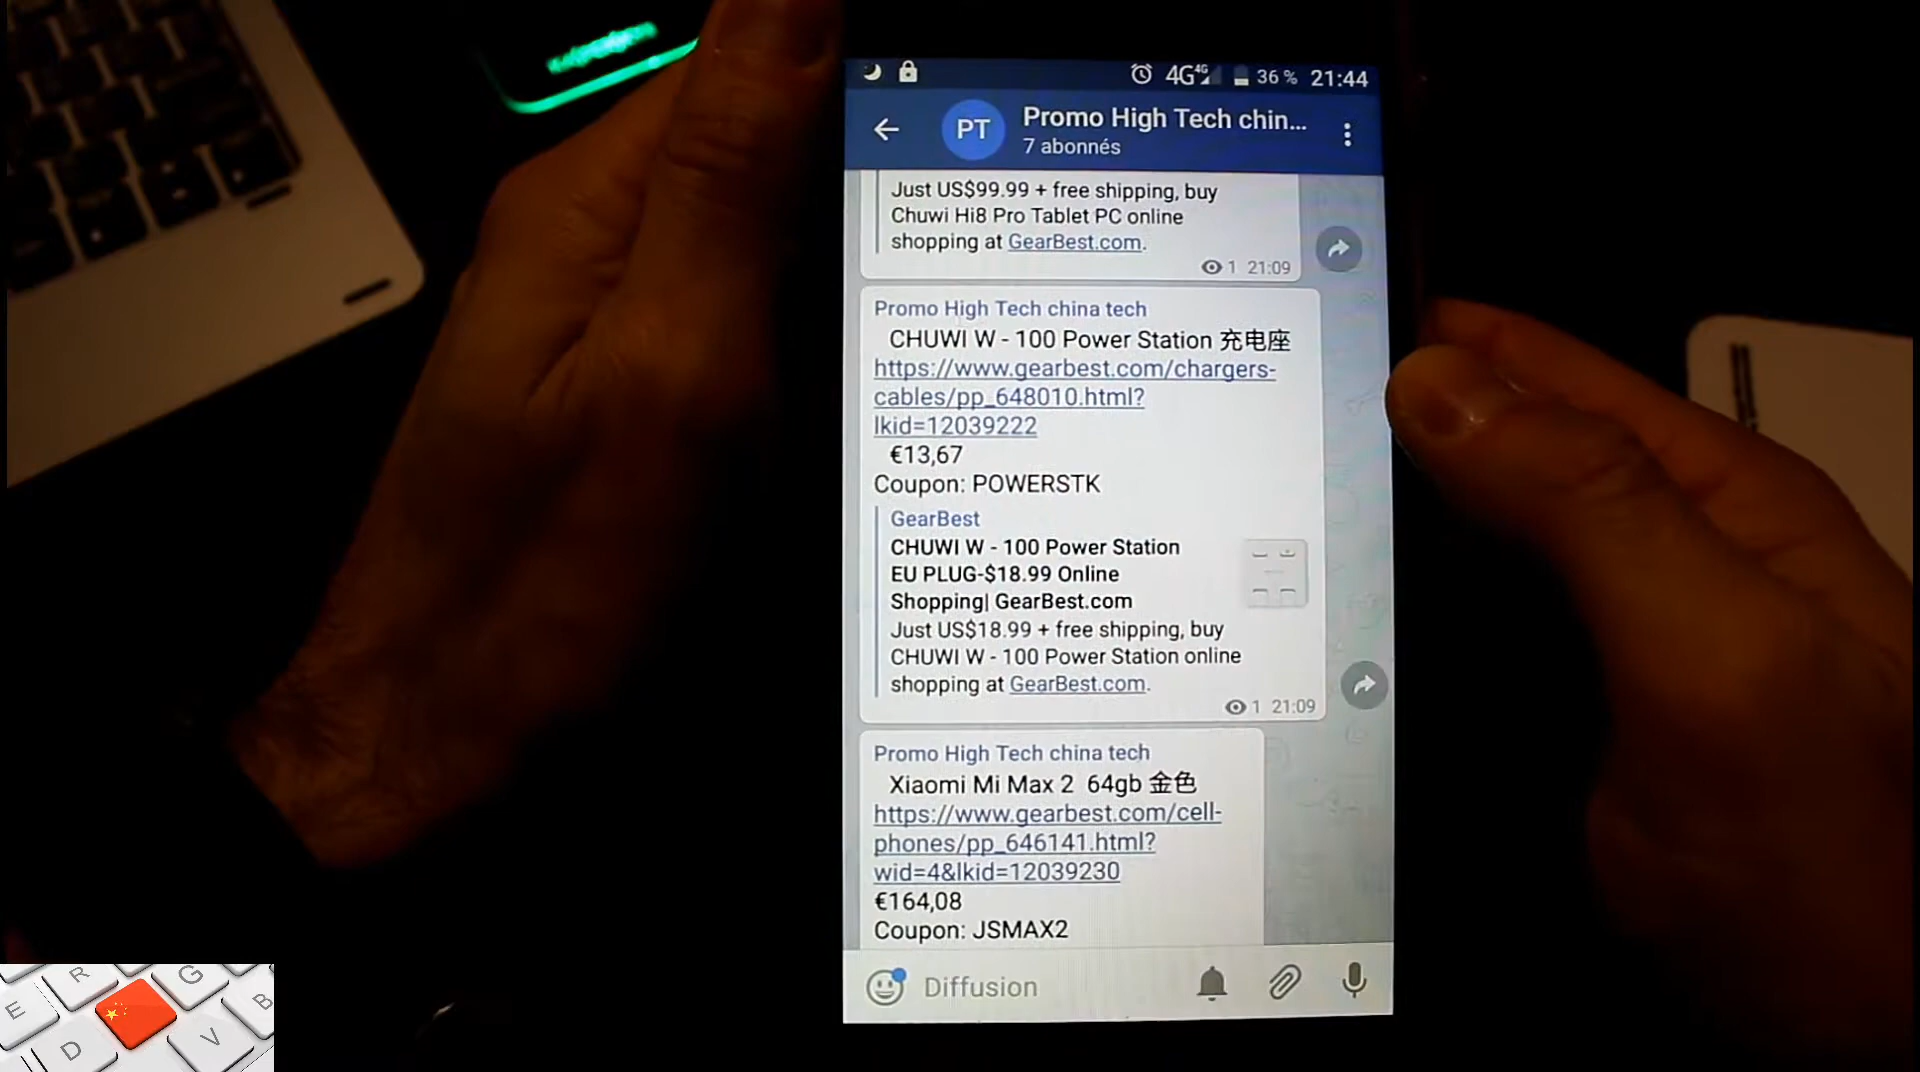 4G 4G 36 % 21:44
PT
Promo High Tech chin...
7 abonnés
Just US$99.99 + free shipping, buy
Chuwi Hi8 Pro Tablet PC online
shopping at GearBest.com.
1 21:09
Promo High Tech china tech
CHUWI W - 100 Power Station 充电座
https://www.gearbest.com/chargers-
cables/pp_648010.html?
lkid=12039222
€13,67
Coupon: POWERSTK
GearBest
CHUWI W - 100 Power Station
EU PLUG-$18.99 Online
Shopping| GearBest.com
Just US$18.99 + free shipping, buy
CHUWI W - 100 Power Station online
shopping at GearBest.com.
1 21:09
Promo High Tech china tech
Xiaomi Mi Max 2 64gb 金色
https://www.gearbest.com/cell-
phones/pp_646141.html?
wid=4&lkid=12039230
€164,08
Coupon: JSMAX2
Diffusion
E R G B
D V